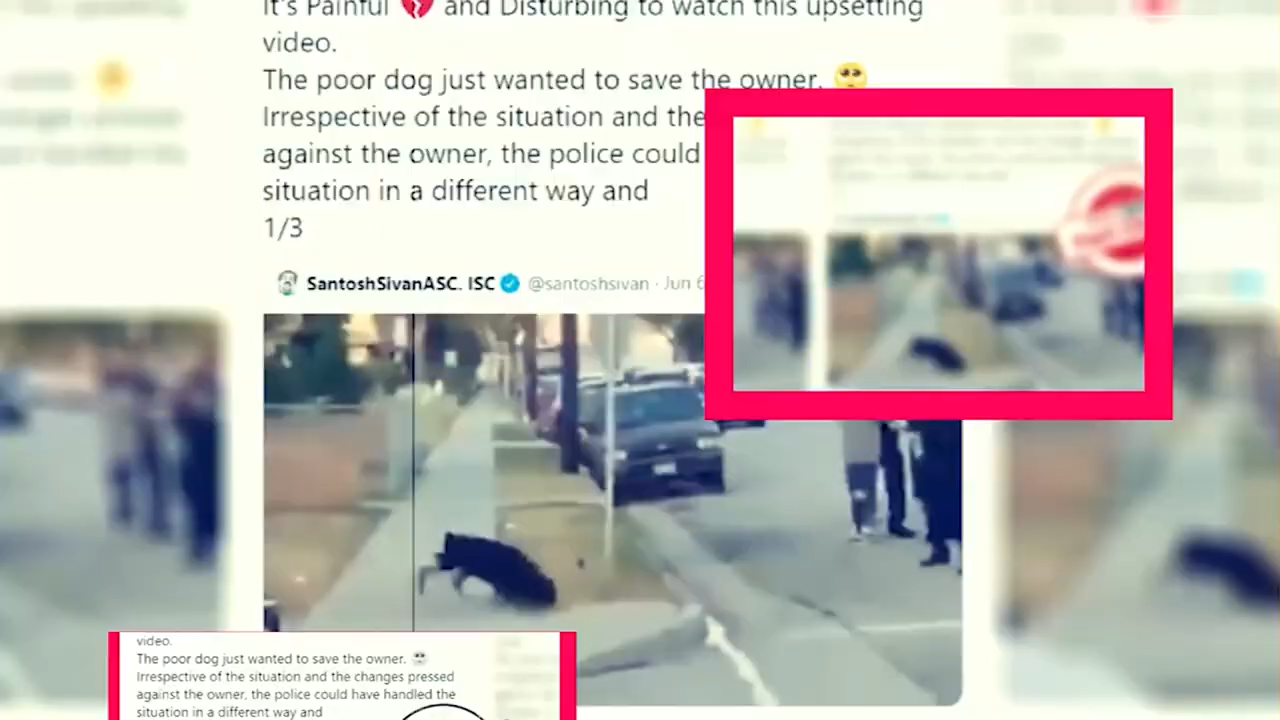 It's Painful 💔 and Disturbing to watch this upsetting
video.
The poor dog just wanted to save the owner. 🥺
Irrespective of the situation and the
against the owner, the police could
situation in a different way and
1/3
SantoshSivanASC. ISC @santoshsivan · Jun 6
video.
The poor dog just wanted to save the owner. 🥺
Irrespective of the situation and the changes pressed
against the owner, the police could have handled the
situation in a different way and